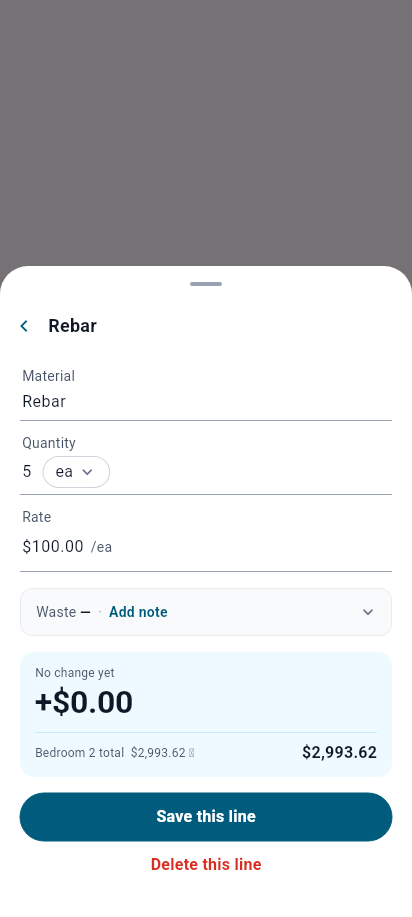 Rebar
Material
Rebar
Quantity
5 ea
Rate
$100.00 /ea
Waste — · Add note
No change yet
+$0.00
Bedroom 2 total $2,993.62 $2,993.62
Save this line
Delete this line